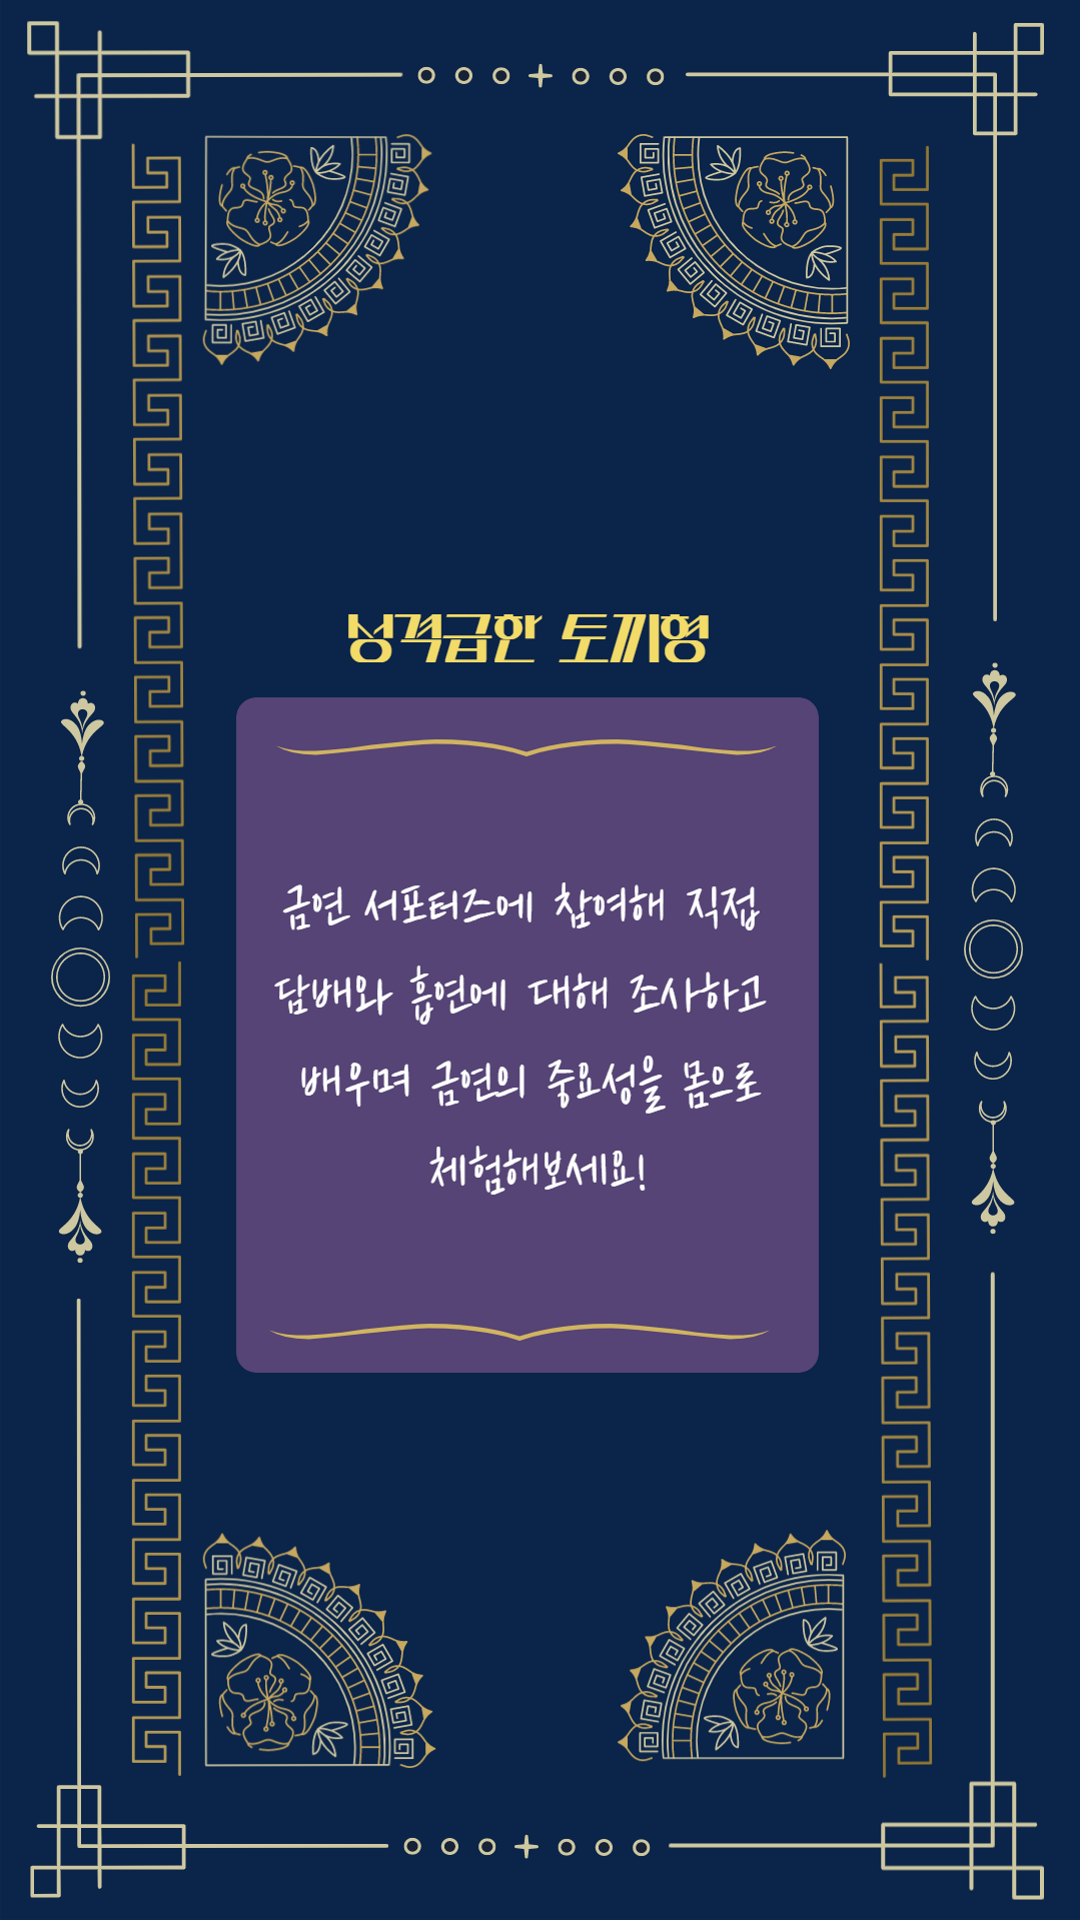 성격급한 토끼형
금연 서포터즈에 참여해 직접
담배와 흡연에 대해 조사하고
배우며 금연의 중요성을 몸으로
체험해보세요!